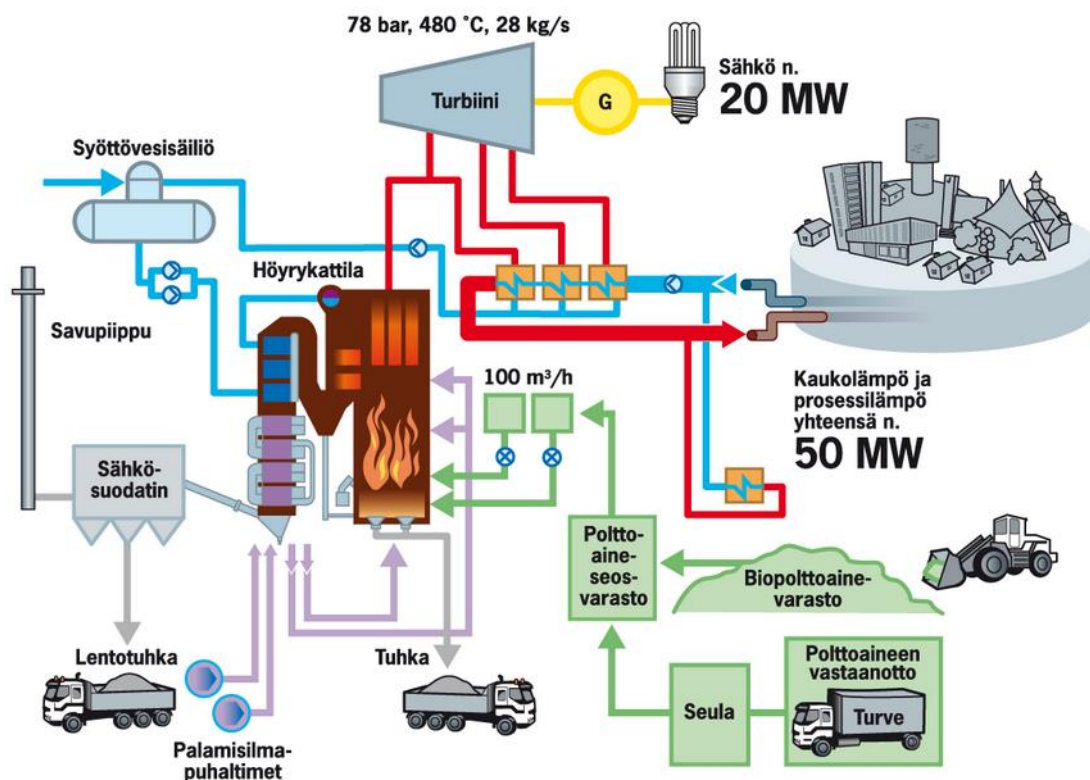 78 bar, 480 °C, 28 kg/s
Turbiini
G
Sähkö n.
20 MW
Syöttövesisäiliö
Höyrykattila
Savupiippu
100 m³/h
Kaukolämpö ja
prosessilämpö
yhteensä n.
50 MW
Sähkö-
suodatin
Poltto-
aine-
seos-
varasto
Biopolttoaine-
varasto
Lentotuhka
Tuhka
Polttoaineen
vastaanotto
Seula
Turve
Palamisilma-
puhaltimet